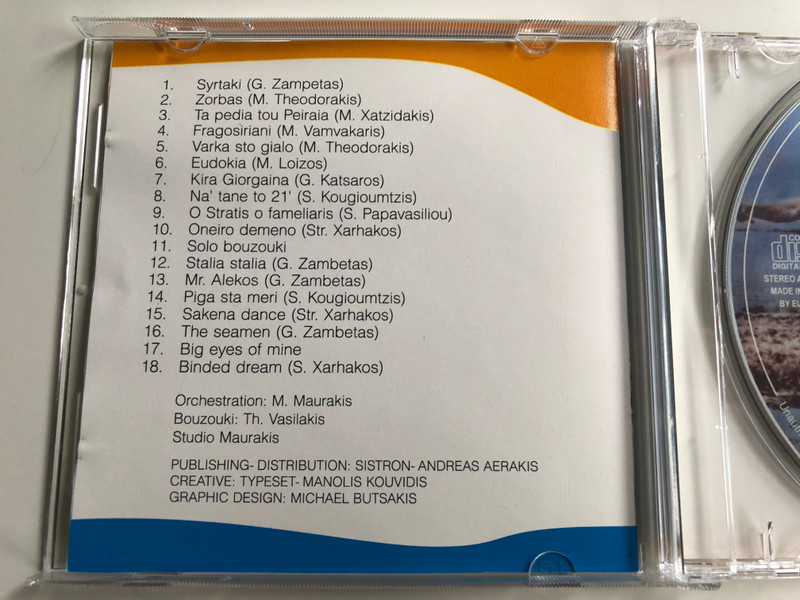 1. Syrtaki (G. Zampetas)
2. Zorbas (M. Theodorakis)
3. Ta pedia tou Peiraia (M. Xatzidakis)
4. Fragosiriani (M. Vamvakaris)
5. Varka sto gialo (M. Theodorakis)
6. Eudokia (M. Loizos)
7. Kira Giorgaina (G. Katsaros)
8. Na' tane to 21' (S. Kougioumtzis)
9. O Stratis o fameliaris (S. Papavasiliou)
10. Oneiro demeno (Str. Xarhakos)
11. Solo bouzouki
12. Stalia stalia (G. Zambetas)
13. Mr. Alekos (G. Zambetas)
14. Piga sta meri (S. Kougioumtzis)
15. Sakena dance (Str. Xarhakos)
16. The seamen (G. Zambetas)
17. Big eyes of mine
18. Binded dream (S. Xarhakos)
Orchestration: M. Maurakis
Bouzouki: Th. Vasilakis
Studio Maurakis
PUBLISHING- DISTRIBUTION: SISTRON- ANDREAS AERAKIS
CREATIVE: TYPESET- MANOLIS KOUVIDIS
GRAPHIC DESIGN: MICHAEL BUTSAKIS
DIGITAL
STEREO
MADE IN
BY